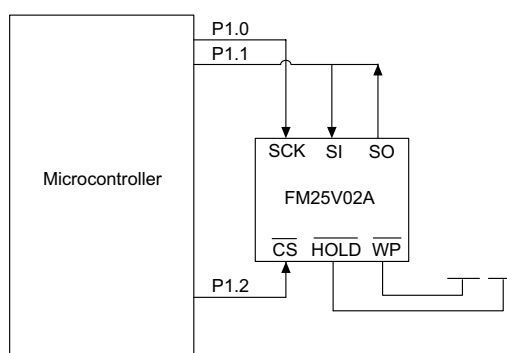 P1.0
P1.1
SCK SI SO
Microcontroller
FM25V02A
CS HOLD WP
P1.2